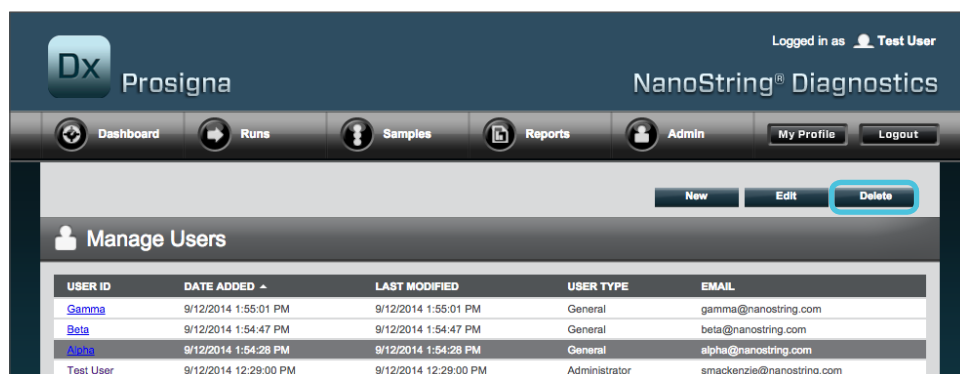 Logged in as Test User
Dx Prosigna
NanoString® Diagnostics
Dashboard Runs Samples Reports Admin My Profile Logout
New Edit Delete
Manage Users
USER ID DATE ADDED LAST MODIFIED USER TYPE EMAIL
Gamma 9/12/2014 1:55:01 PM 9/12/2014 1:55:01 PM General gamma@nanostring.com
Beta 9/12/2014 1:54:47 PM 9/12/2014 1:54:47 PM General beta@nanostring.com
Alpha 9/12/2014 1:54:28 PM 9/12/2014 1:54:28 PM General alpha@nanostring.com
Test User 9/12/2014 12:29:00 PM 9/12/2014 12:29:00 PM Administrator smackenzie@nanostring.com